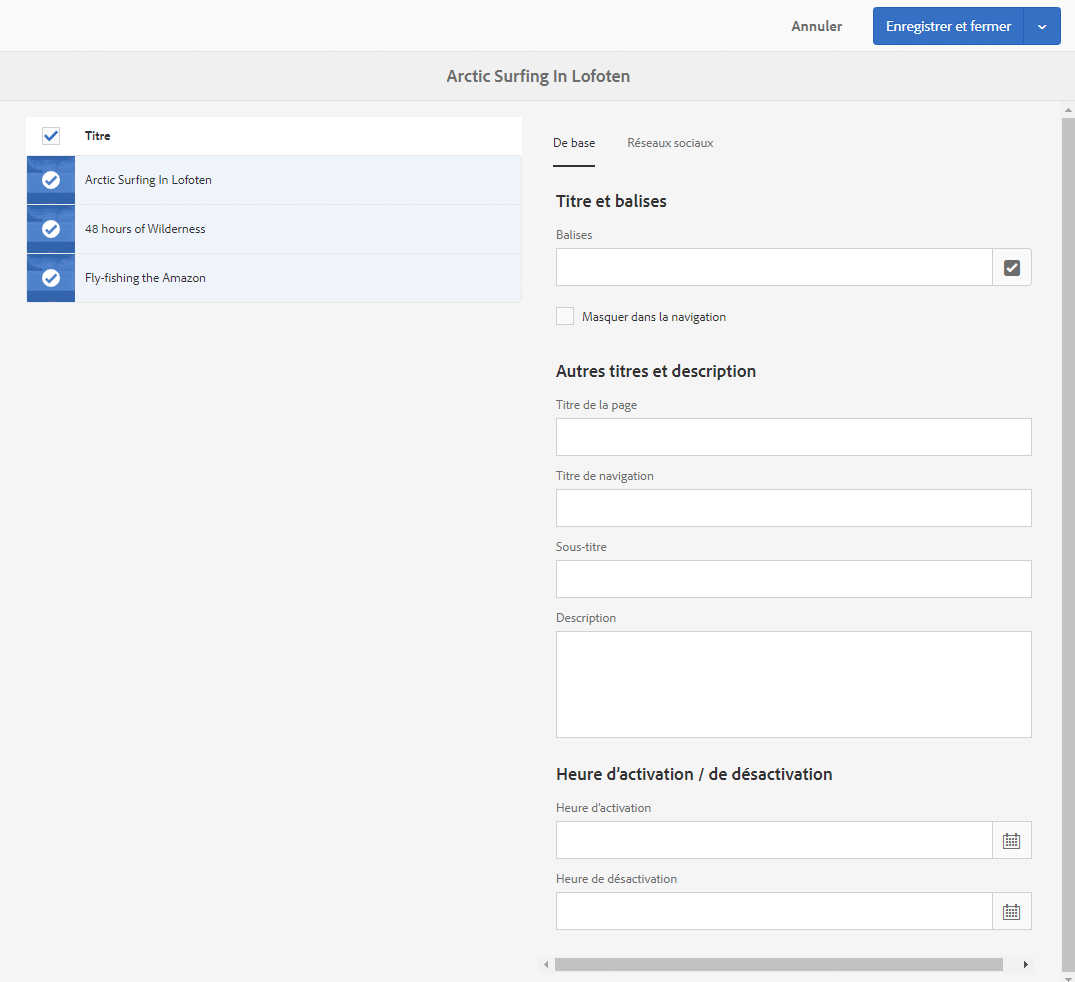 Annuler
Enregistrer et fermer
Arctic Surfing In Lofoten
Titre
Arctic Surfing In Lofoten
48 hours of Wilderness
Fly-fishing the Amazon
De base
Réseaux sociaux
Titre et balises
Balises
Masquer dans la navigation
Autres titres et description
Titre de la page
Titre de navigation
Sous-titre
Description
Heure d’activation / de désactivation
Heure d’activation
Heure de désactivation